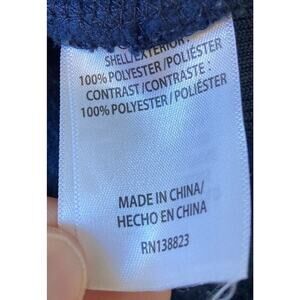 SHELL/EXTERIOR:
100% POLYESTER/POLIÉSTER
CONTRAST/CONTRASTE:
100% POLYESTER/POLIÉSTER
MADE IN CHINA/
HECHO EN CHINA
RN138823